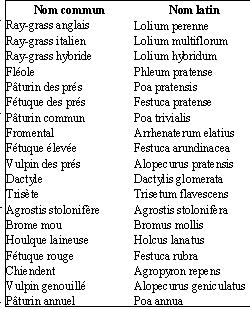 Nom commun Nom latin
Ray-grass anglais Lolium perenne
Ray-grass italien Lolium multiflorum
Ray-grass hybride Lolium hybridum
Fléole Phleum pratense
Pâturin des prés Poa pratensis
Fétuque des prés Festuca pratense
Pâturin commun Poa trivialis
Fromental Arrhenaterum elatius
Fétuque élevée Festuca arundinacea
Vulpin des prés Alopecurus pratensis
Dactyle Dactylis glomerata
Trisète Trisetum flavescens
Agrostis stolonifère Agrostis stolonifera
Brome mou Bromus mollis
Houlque laineuse Holcus lanatus
Fétuque rouge Festuca rubra
Chiendent Agropyron repens
Vulpin genouillé Alopecurus geniculatus
Pâturin annuel Poa annua